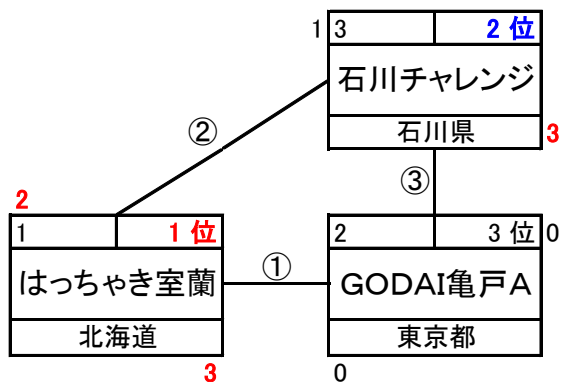 1 3 2 位
石川チャレンジ
石川県 3
②
③
2
1 1 位
はっちゃき室蘭
北海道
3
①
2 3 位 0
GODAI亀戸A
東京都
0